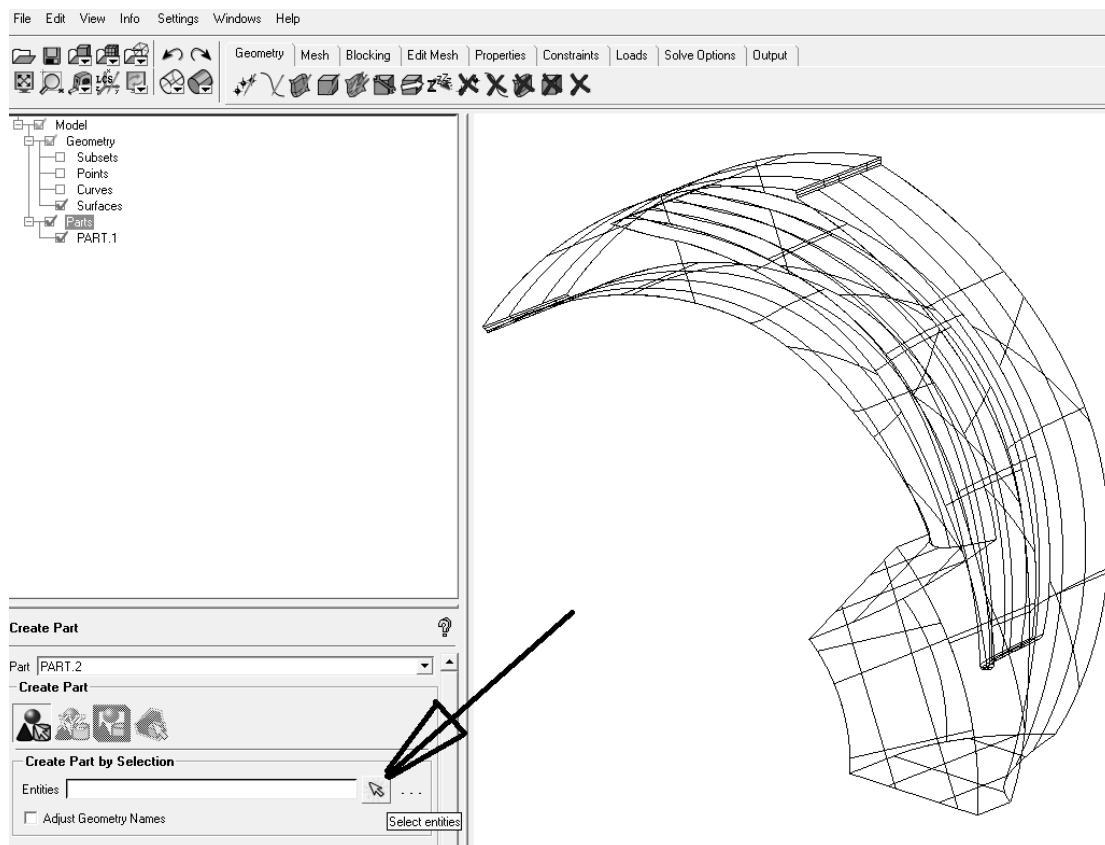 File Edit View Info Settings Windows Help
Geometry Mesh Blocking Edit Mesh Properties Constraints Loads Solve Options Output
LCS
Model
Geometry
Subsets
Points
Curves
Surfaces
Parts
PART.1
Create Part
Part PART.2
Create Part
Create Part by Selection
Entities ...
Select entities
Adjust Geometry Names